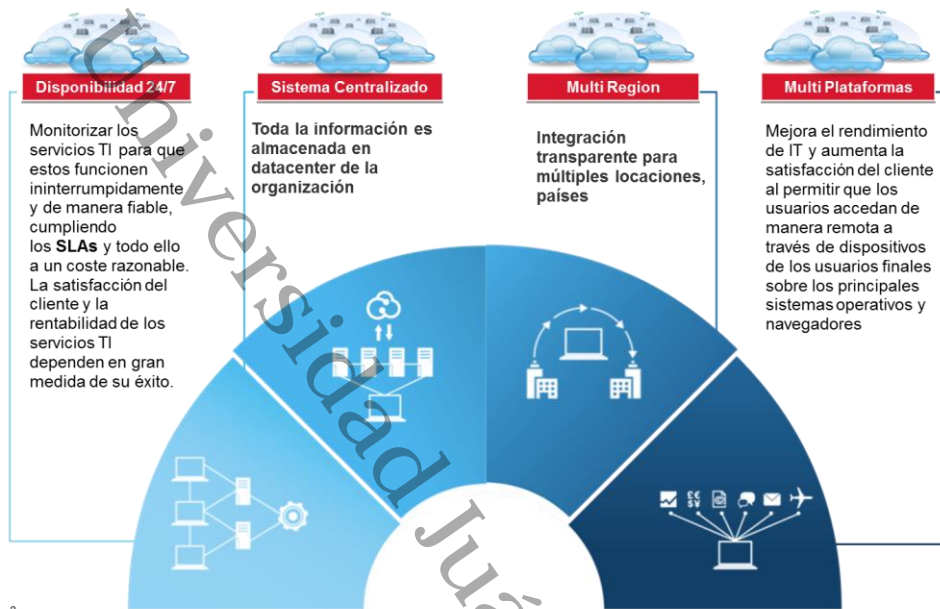 Disponibilidad 24/7
Monitorizar los
servicios TI para que
estos funcionen
ininterrumpidamente
y de manera fiable,
cumpliendo
los SLAs y todo ello
a un coste razonable.
La satisfacción del
cliente y la
rentabilidad de los
servicios TI
dependen en gran
medida de su éxito.
Sistema Centralizado
Toda la información es
almacenada en
datacenter de la
organización
Multi Region
Integración
transparente para
múltiples locaciones,
países
Multi Plataformas
Mejora el rendimiento
de IT y aumenta la
satisfacción del cliente
al permitir que los
usuarios accedan de
manera remota a
través de dispositivos
de los usuarios finales
sobre los principales
sistemas operativos y
navegadores
£€
$¥
Universidad